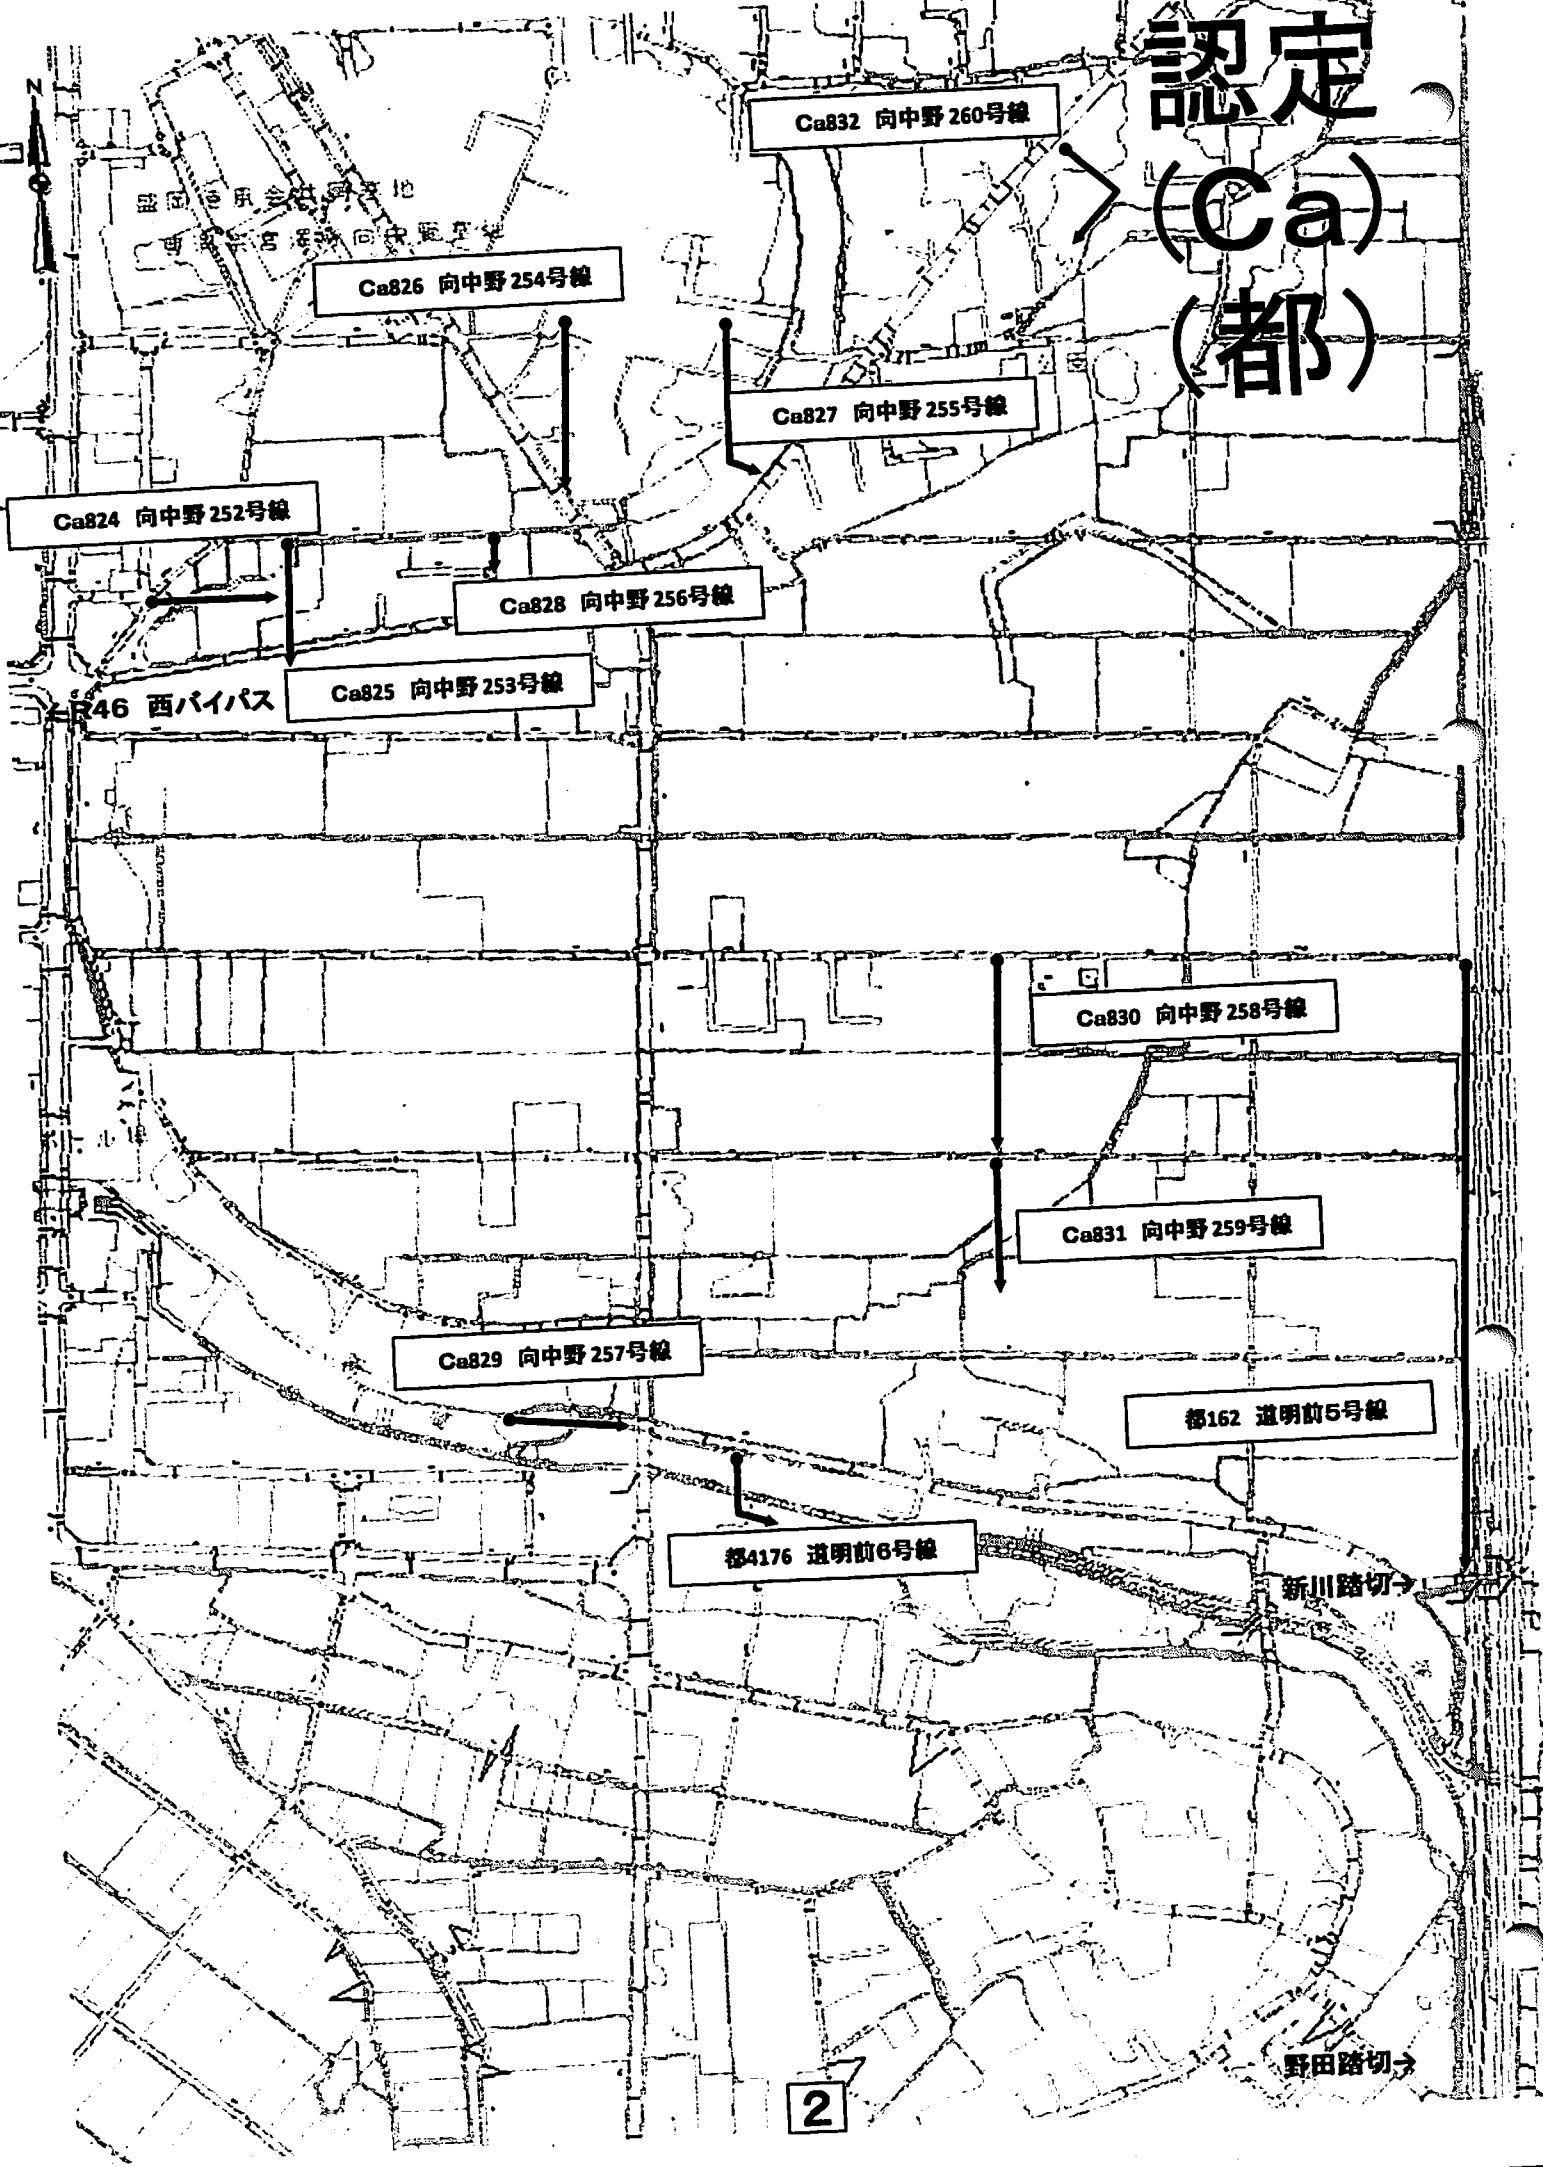 認定
(Ca)
(都)
N
Ca832 向中野260号線
Ca826 向中野254号線
Ca827 向中野255号線
Ca824 向中野252号線
Ca828 向中野256号線
Ca825 向中野253号線
R46 西バイパス
Ca830 向中野258号線
Ca831 向中野259号線
Ca829 向中野257号線
都162 道明前5号線
都4176 道明前6号線
新川踏切→
野田踏切→
2